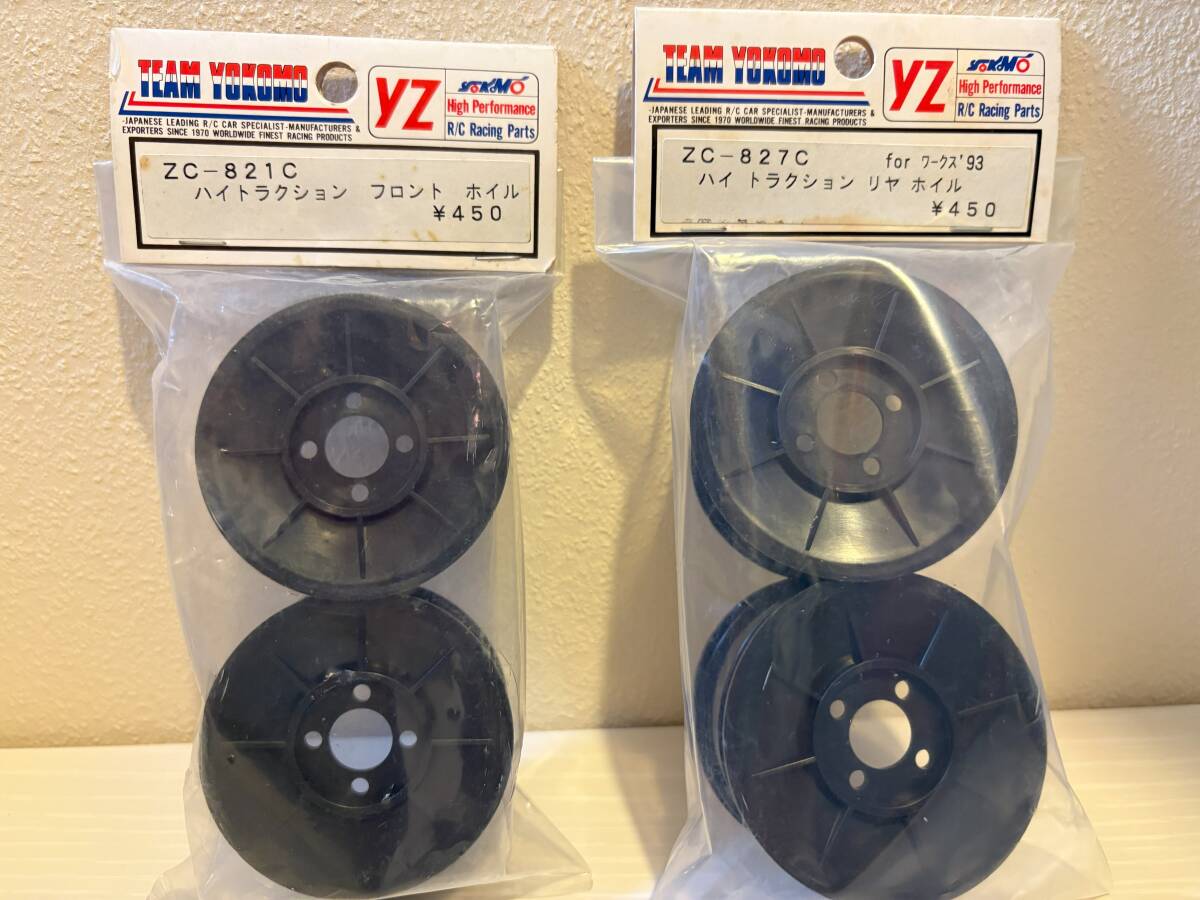 TEAM YOKOMO
-JAPANESE LEADING R/C CAR SPECIALIST-MANUFACTURERS &
EXPORTERS SINCE 1970 WORLDWIDE FINEST RACING PRODUCTS
YZ
YOKOMO
High Performance
R/C Racing Parts
ZC-821C
ハイトラクション フロント ホイル
¥450
TEAM YOKOMO
-JAPANESE LEADING R/C CAR SPECIALIST-MANUFACTURERS &
EXPORTERS SINCE 1970 WORLDWIDE FINEST RACING PRODUCTS
YZ
YOKOMO
High Performance
R/C Racing Parts
ZC-827C for ワークス'93
ハイ トラクション リヤ ホイル
¥450